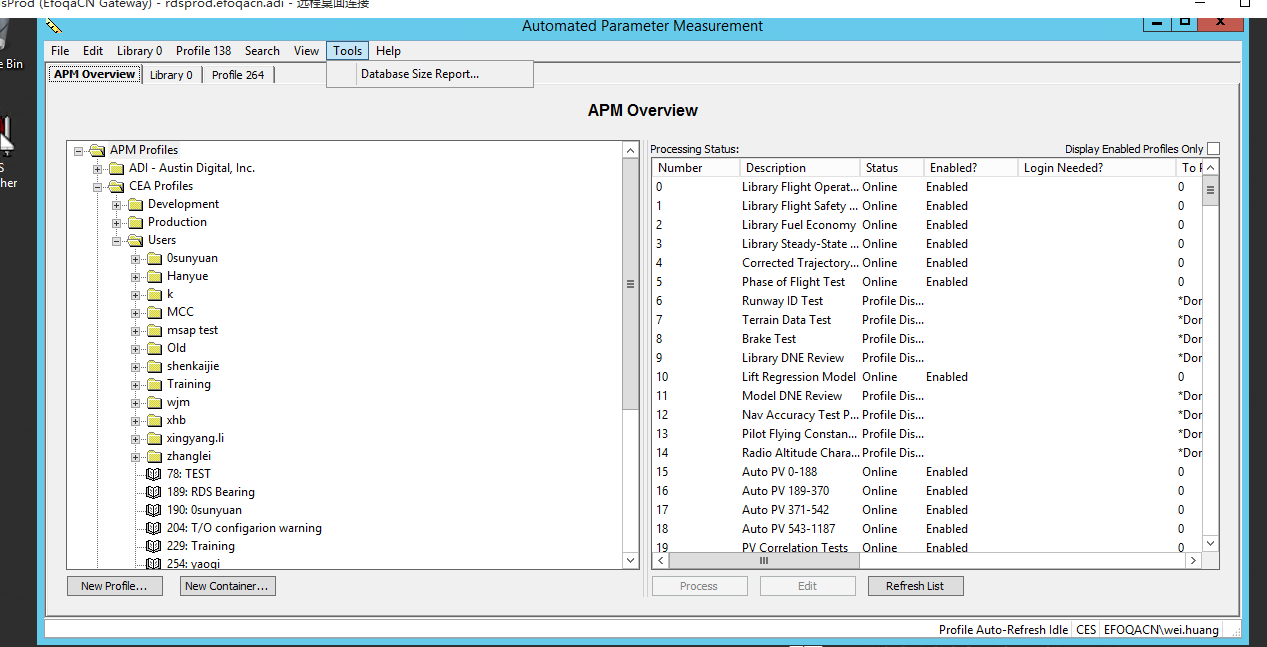 sProd (EfoqaCN Gateway) - rdsprod.efoqacn.adi - 远程桌面连接
Automated Parameter Measurement
File Edit Library 0 Profile 138 Search View Tools Help
APM Overview Library 0 Profile 264
Database Size Report...
APM Overview
Processing Status:
Display Enabled Profiles Only
e Bin
S
her
APM Profiles
ADI - Austin Digital, Inc.
CEA Profiles
Development
Production
Users
0sunyuan
Hanyue
k
MCC
msap test
Old
shenkaijie
Training
wjm
xhb
xingyang.li
zhanglei
78: TEST
189: RDS Bearing
190: 0sunyuan
204: T/O configarion warning
229: Training
254: yaoqi
New Profile... New Container...
Number Description Status Enabled? Login Needed? To P
0 Library Flight Operat... Online Enabled 0
1 Library Flight Safety ... Online Enabled 0
2 Library Fuel Economy Online Enabled 0
3 Library Steady-State ... Online Enabled 0
4 Corrected Trajectory... Online Enabled 0
5 Phase of Flight Test Online Enabled 0
6 Runway ID Test Profile Dis... *Dor
7 Terrain Data Test Profile Dis... *Dor
8 Brake Test Profile Dis... *Dor
9 Library DNE Review Profile Dis... *Dor
10 Lift Regression Model Online Enabled 0
11 Model DNE Review Profile Dis... *Dor
12 Nav Accuracy Test P... Profile Dis... *Dor
13 Pilot Flying Constan... Profile Dis... *Dor
14 Radio Altitude Chara... Profile Dis... *Dor
15 Auto PV 0-188 Online Enabled 0
16 Auto PV 189-370 Online Enabled 0
17 Auto PV 371-542 Online Enabled 0
18 Auto PV 543-1187 Online Enabled 0
19 PV Correlation Tests Online Enabled 0
Process Edit Refresh List
Profile Auto-Refresh Idle CES EFOQACN\wei.huang